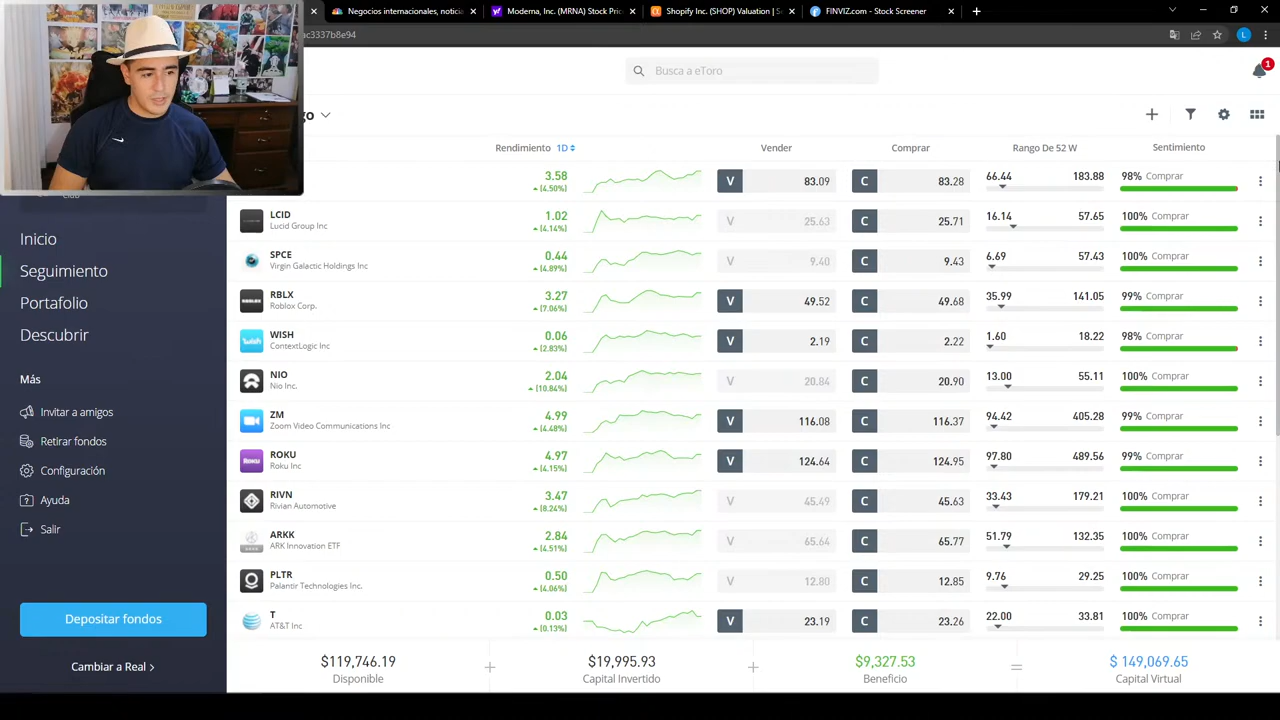 Negocios internacionales, noticia
Moderna, Inc. (MRNA) Stock Pric
Shopify Inc. (SHOP) Valuation | S
FINVIZ.com - Stock Screener
ac3337b8e94
L
Busca a eToro
1
go
Rendimiento 1D Vender Comprar Rango De 52 W Sentimiento
3.58 V 83.09 C 83.28 66.44 183.88 98% Comprar
(4.50%)
LCID 1.02 V 25.63 C 25.71 16.14 57.65 100% Comprar
Lucid Group Inc (4.14%)
SPCE 0.44 V 9.40 C 9.43 6.69 57.43 100% Comprar
Virgin Galactic Holdings Inc (4.89%)
RBLX 3.27 V 49.52 C 49.68 35.99 141.05 99% Comprar
Roblox Corp. (7.06%)
WISH 0.06 V 2.19 C 2.22 1.60 18.22 98% Comprar
ContextLogic Inc (2.83%)
NIO 2.04 V 20.84 C 20.90 13.00 55.11 100% Comprar
Nio Inc. (10.84%)
ZM 4.99 V 116.08 C 116.37 94.42 405.28 99% Comprar
Zoom Video Communications Inc (4.48%)
ROKU 4.97 V 124.64 C 124.95 97.80 489.56 99% Comprar
Roku Inc (4.15%)
RIVN 3.47 V 45.49 C 45.63 33.43 179.21 100% Comprar
Rivian Automotive (8.24%)
ARKK 2.84 V 65.64 C 65.77 51.79 132.35 100% Comprar
ARK Innovation ETF (4.51%)
PLTR 0.50 V 12.80 C 12.85 9.76 29.25 100% Comprar
Palantir Technologies Inc. (4.06%)
T 0.03 V 23.19 C 23.26 22.00 33.81 100% Comprar
AT&T Inc (0.13%)
Club
Inicio
Seguimiento
Portafolio
Descubrir
Más
Invitar a amigos
Retirar fondos
Configuración
Ayuda
Salir
Depositar fondos
Cambiar a Real >
$119,746.19 + $19,995.93 + $9,327.53 = $ 149,069.65
Disponible Capital Invertido Beneficio Capital Virtual